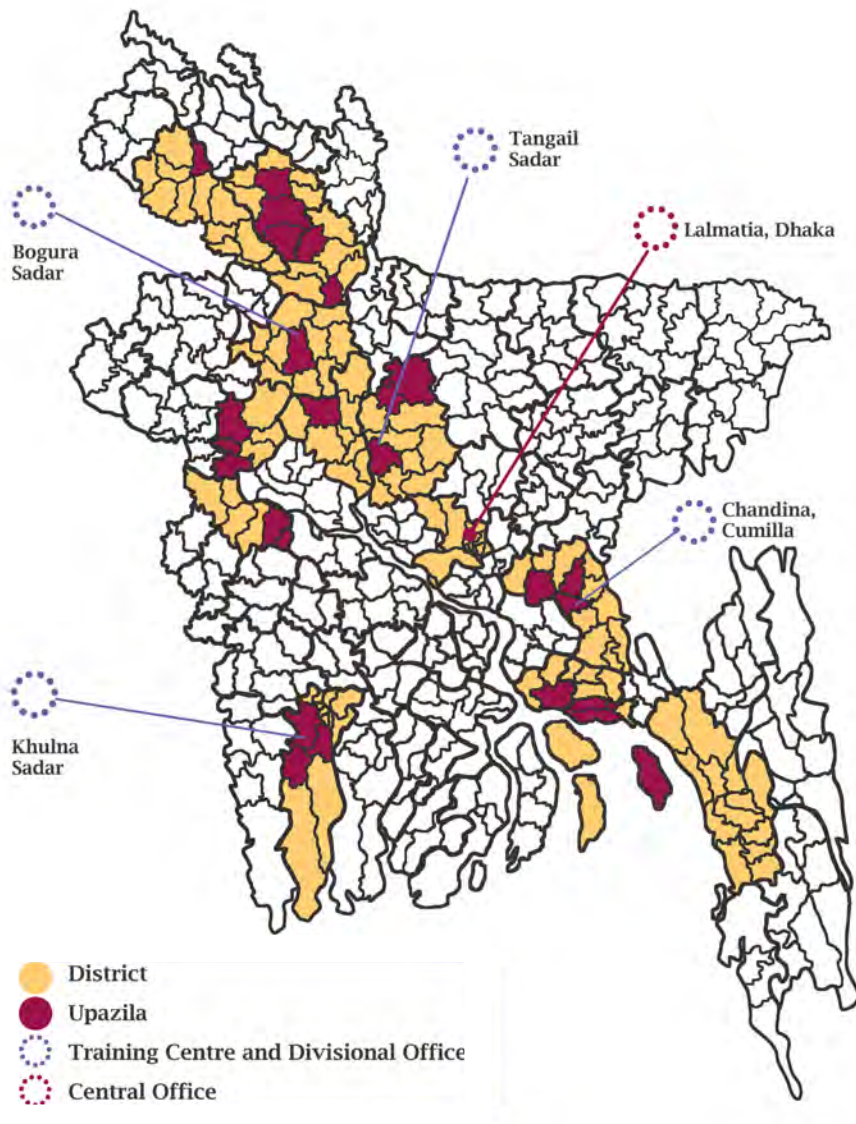 Tangail
Sadar
Lalmatia, Dhaka
Bogura
Sadar
Chandina,
Cumilla
Khulna
Sadar
District
Upazila
Training Centre and Divisional Office
Central Office